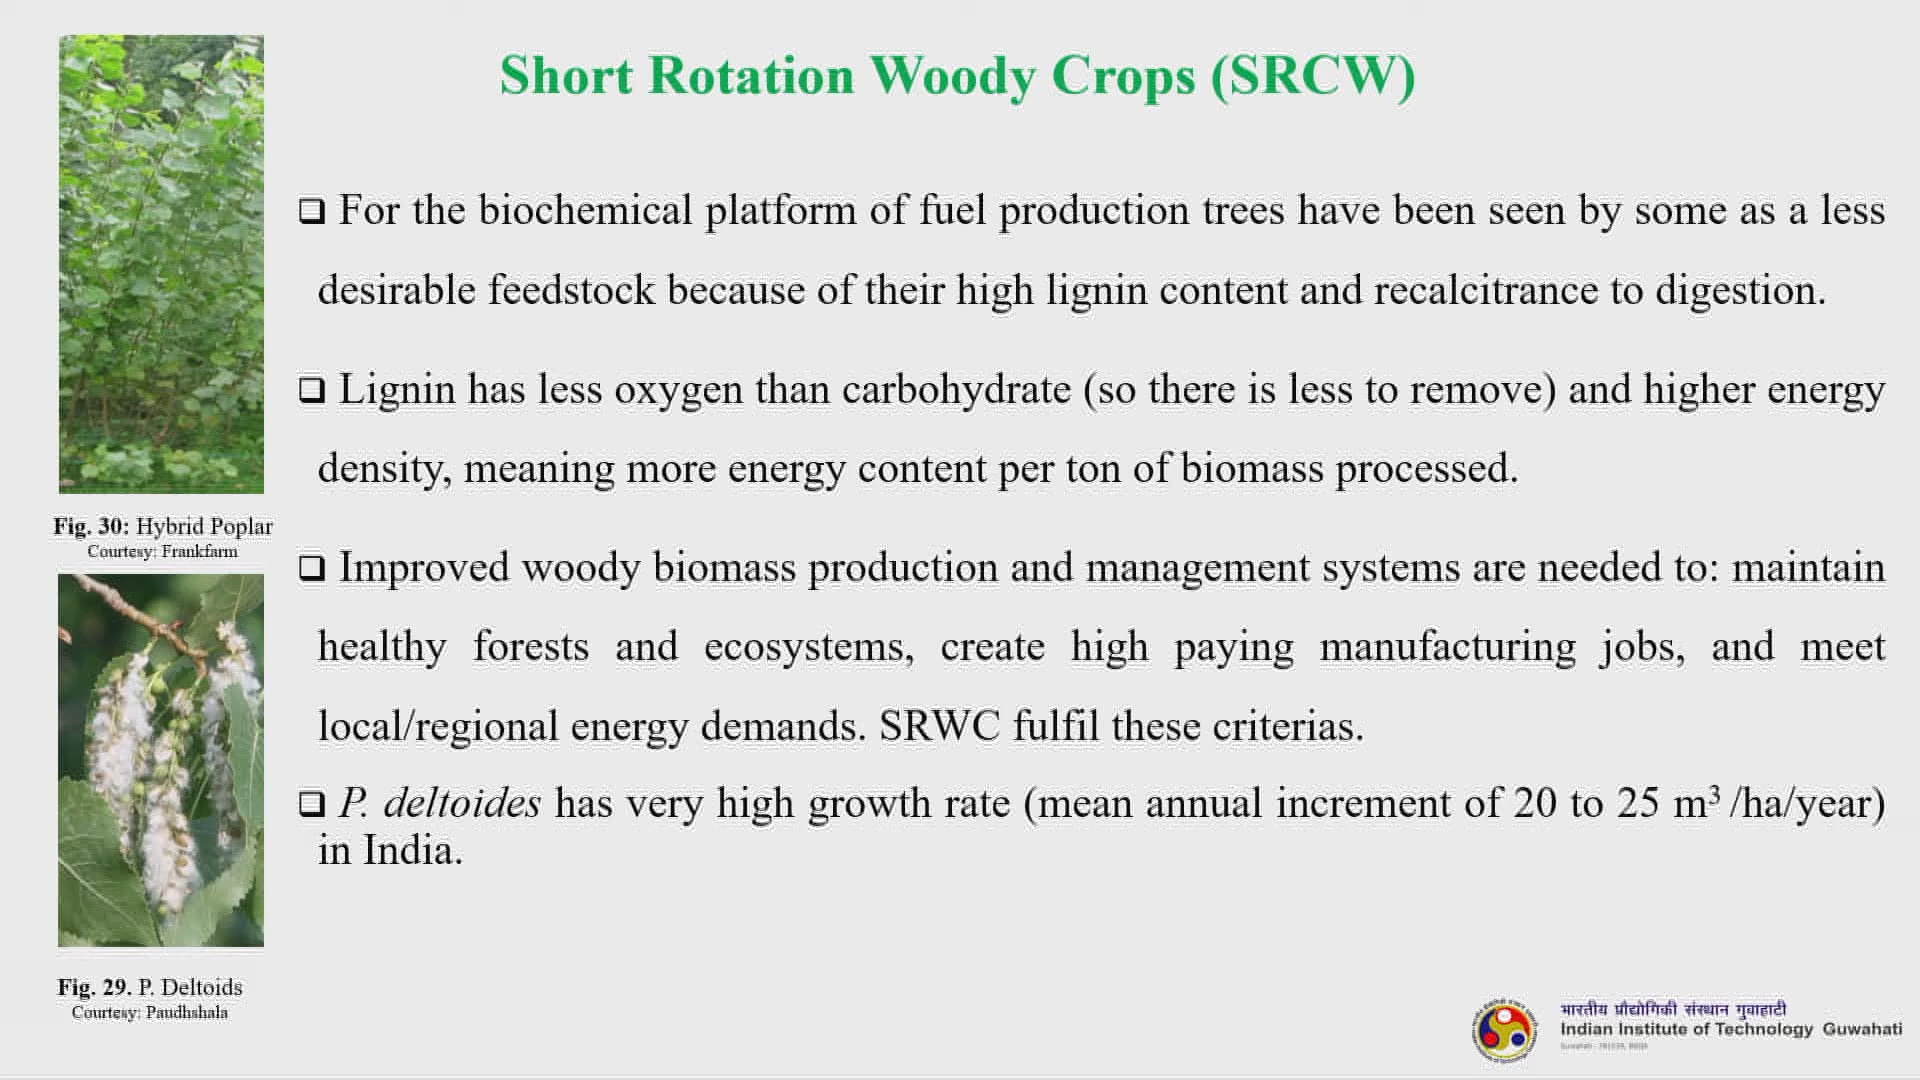 Short Rotation Woody Crops (SRCW)
❑ For the biochemical platform of fuel production trees have been seen by some as a less
desirable feedstock because of their high lignin content and recalcitrance to digestion.
❑ Lignin has less oxygen than carbohydrate (so there is less to remove) and higher energy
density, meaning more energy content per ton of biomass processed.
❑ Improved woody biomass production and management systems are needed to: maintain
healthy forests and ecosystems, create high paying manufacturing jobs, and meet
local/regional energy demands. SRWC fulfil these criterias.
❑ P. deltoides has very high growth rate (mean annual increment of 20 to 25 m³ /ha/year)
in India.
Fig. 30: Hybrid Poplar
Courtesy: Frankfarm
Fig. 29. P. Deltoids
Courtesy: Paudhshala
भारतीय प्रौद्योगिकी संस्थान गुवाहाटी
Indian Institute of Technology Guwahati
Guwahati - 781039, INDIA